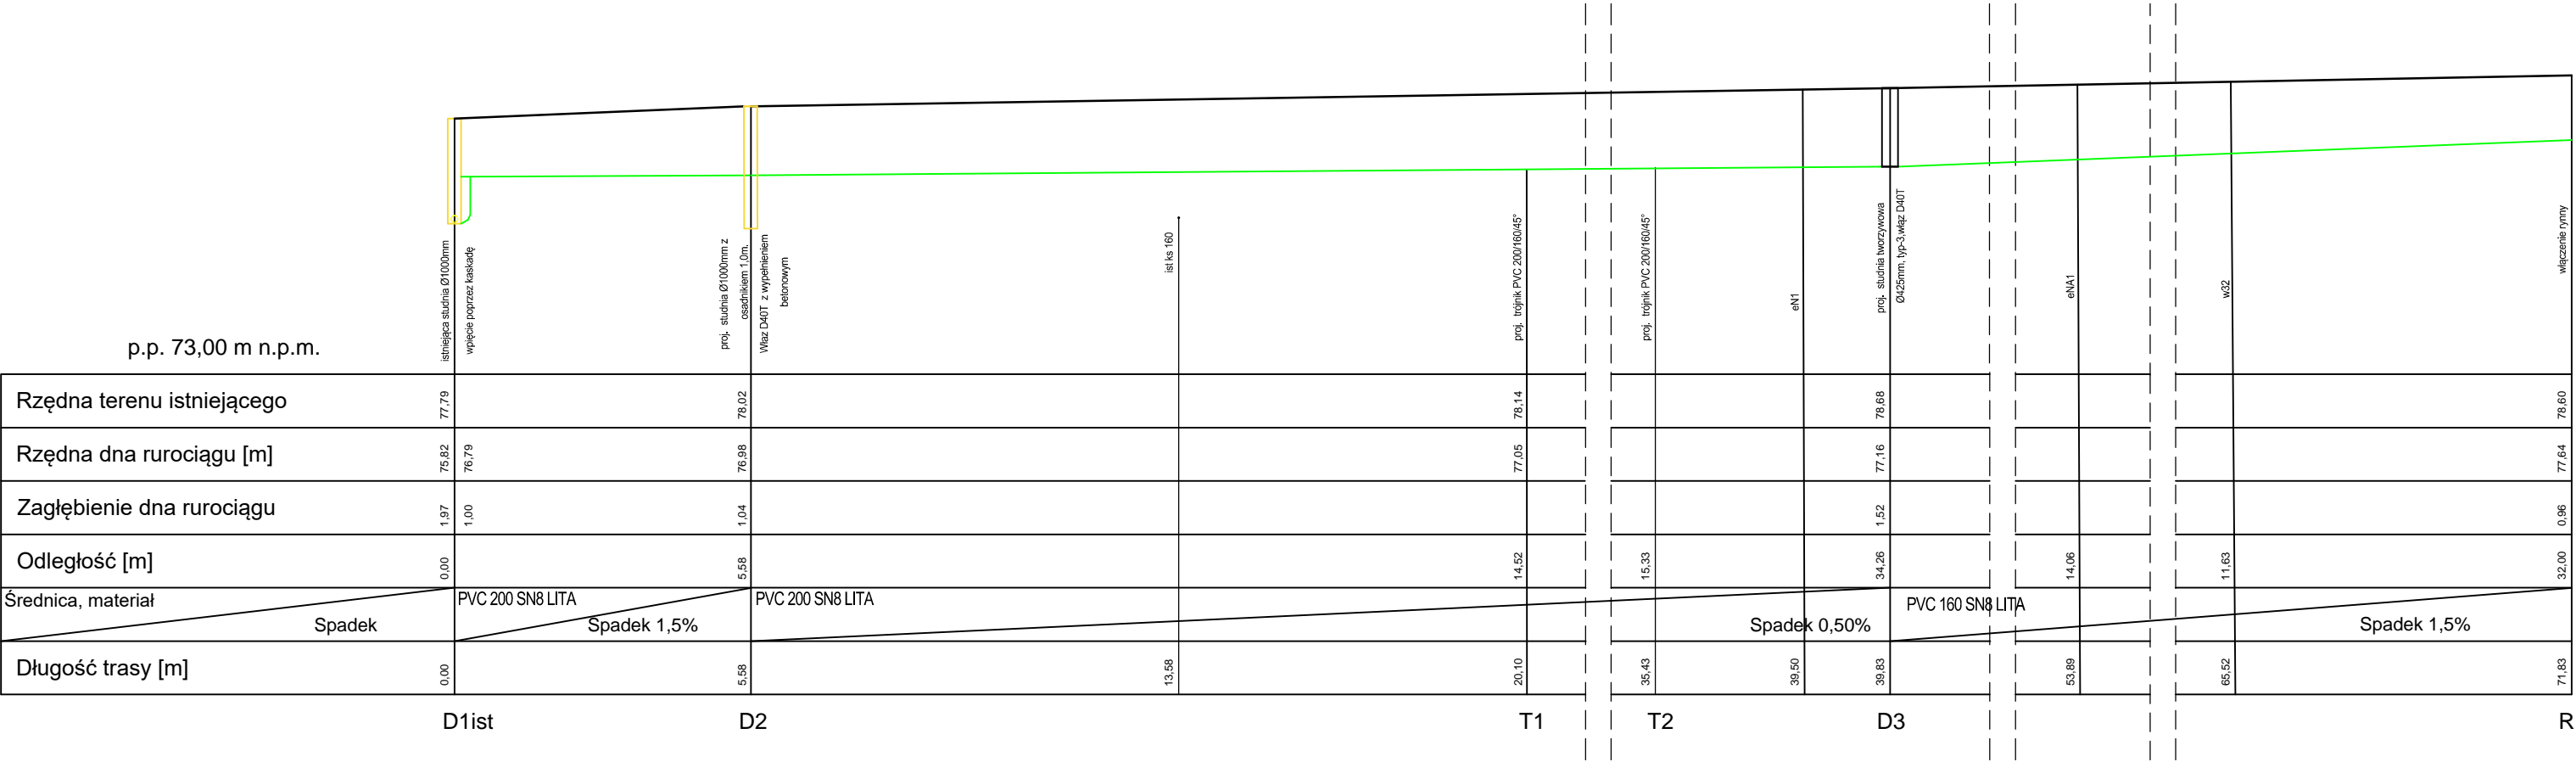 istniejąca studnia Ø1000mm
wpięcie poprzez kaskadę
proj. studnia Ø1000mm z
osadnikiem 1,0m.
Właz D40T z wypełnieniem
betonowym
ist ks 160
proj. trójnik PVC 200/160/45°
proj. trójnik PVC 200/160/45°
eN1
proj. studnia tworzywowa
Ø425mm, typ-3,właz D40T
eNA1
w32
włączenie rynny
p.p. 73,00 m n.p.m.
Rzędna terenu istniejącego 77,79 78,02 78,14 78,68 78,60
Rzędna dna rurociągu [m] 75,82 76,79 76,98 77,05 77,16 77,64
Zagłębienie dna rurociągu 1,97 1,00 1,04 1,52 0,96
Odległość [m] 0,00 5,58 14,52 15,33 34,26 14,06 11,63 32,00
Średnica, materiał PVC 200 SN8 LITA PVC 200 SN8 LITA PVC 160 SN8 LITA
Spadek Spadek 1,5% Spadek 0,50% Spadek 1,5%
Długość trasy [m] 0,00 5,58 13,58 20,10 35,43 39,50 39,83 53,89 65,52 71,83
D1ist D2 T1 T2 D3 R